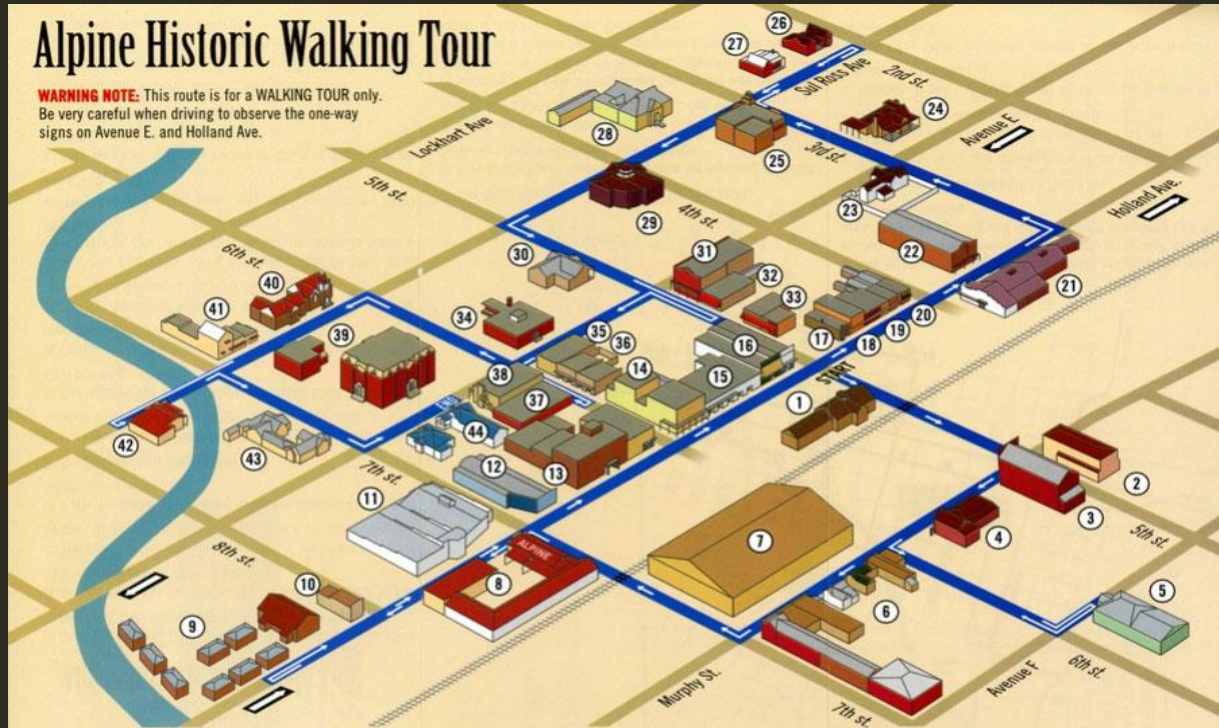 Alpine Historic Walking Tour
WARNING NOTE: This route is for a WALKING TOUR only.
Be very careful when driving to observe the one-way
signs on Avenue E. and Holland Ave.
26
27
Sul Ross Ave
2nd st.
28
24
Lockhart Ave
25
3rd st.
Avenue E
5th st.
29
4th st.
23
22
Holland Ave.
6th st.
30
31
32
33
21
40
41
34
35
36
16
17
18
19
20
39
38
14
15
START
1
37
42
43
END
44
12
13
2
3
7th st.
11
7
4
5th st.
8th st.
ALPINE
10
8
6
5
9
Murphy St.
Avenue F
6th st.
7th st.